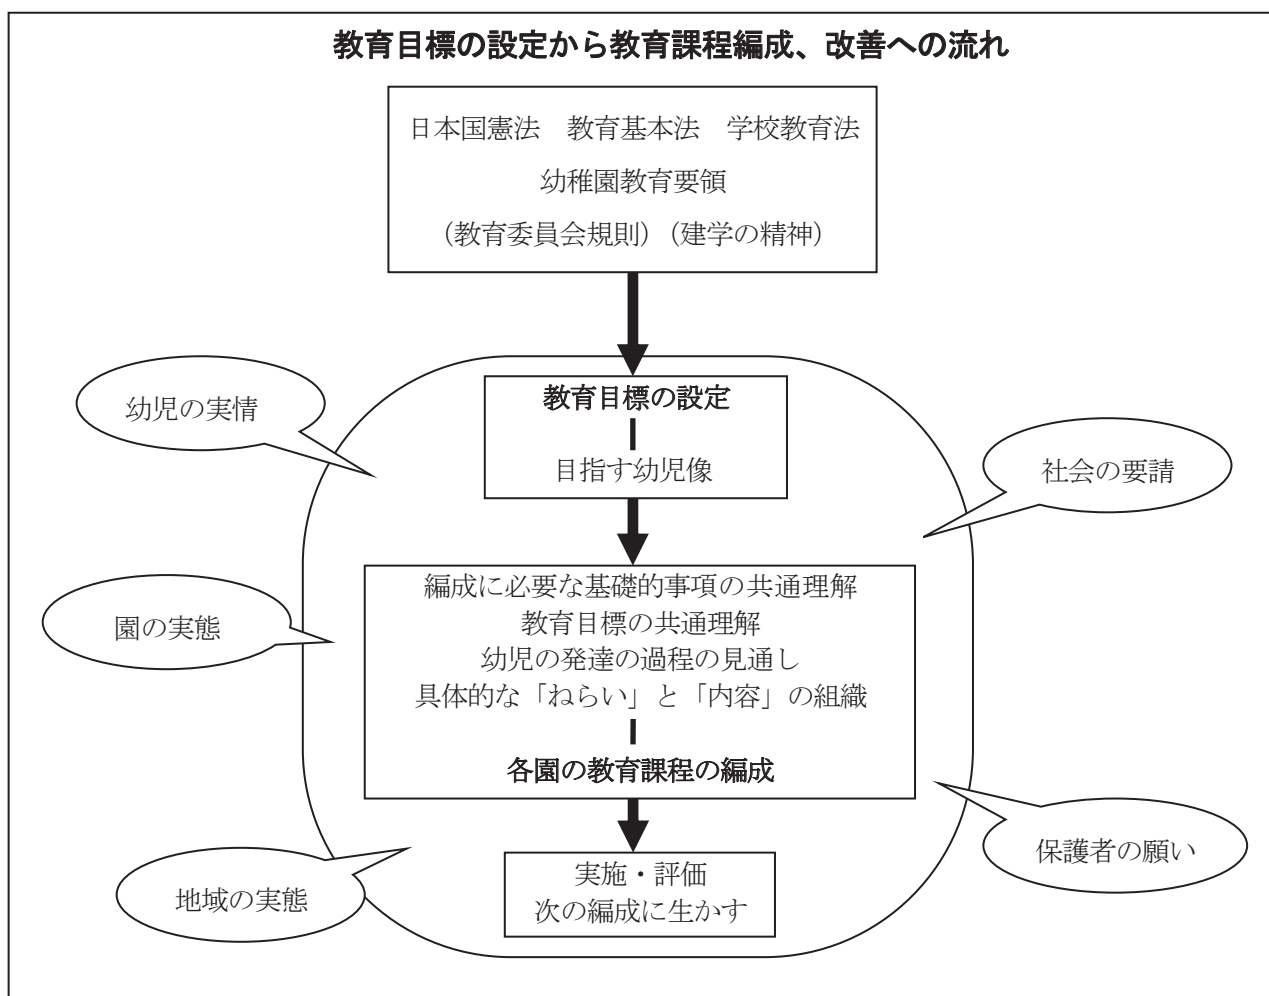 教育目標の設定から教育課程編成、改善への流れ
日本国憲法　教育基本法　学校教育法
幼稚園教育要領
（教育委員会規則）（建学の精神）
教育目標の設定
目指す幼児像
幼児の実情
社会の要請
編成に必要な基礎的事項の共通理解
教育目標の共通理解
幼児の発達の過程の見通し
具体的な「ねらい」と「内容」の組織
各園の教育課程の編成
園の実態
保護者の願い
地域の実態
実施・評価
次の編成に生かす